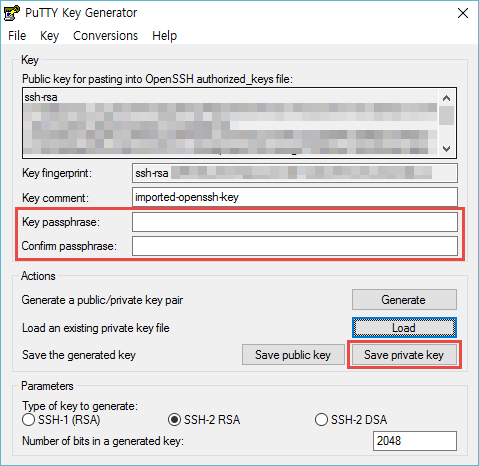 PuTTY Key Generator
File Key Conversions Help
Key
Public key for pasting into OpenSSH authorized_keys file:
ssh-rsa
Key fingerprint: ssh-rsa
Key comment: imported-openssh-key
Key passphrase:
Confirm passphrase:
Actions
Generate a public/private key pair Generate
Load an existing private key file Load
Save the generated key Save public key Save private key
Parameters
Type of key to generate:
SSH-1 (RSA) SSH-2 RSA SSH-2 DSA
Number of bits in a generated key: 2048